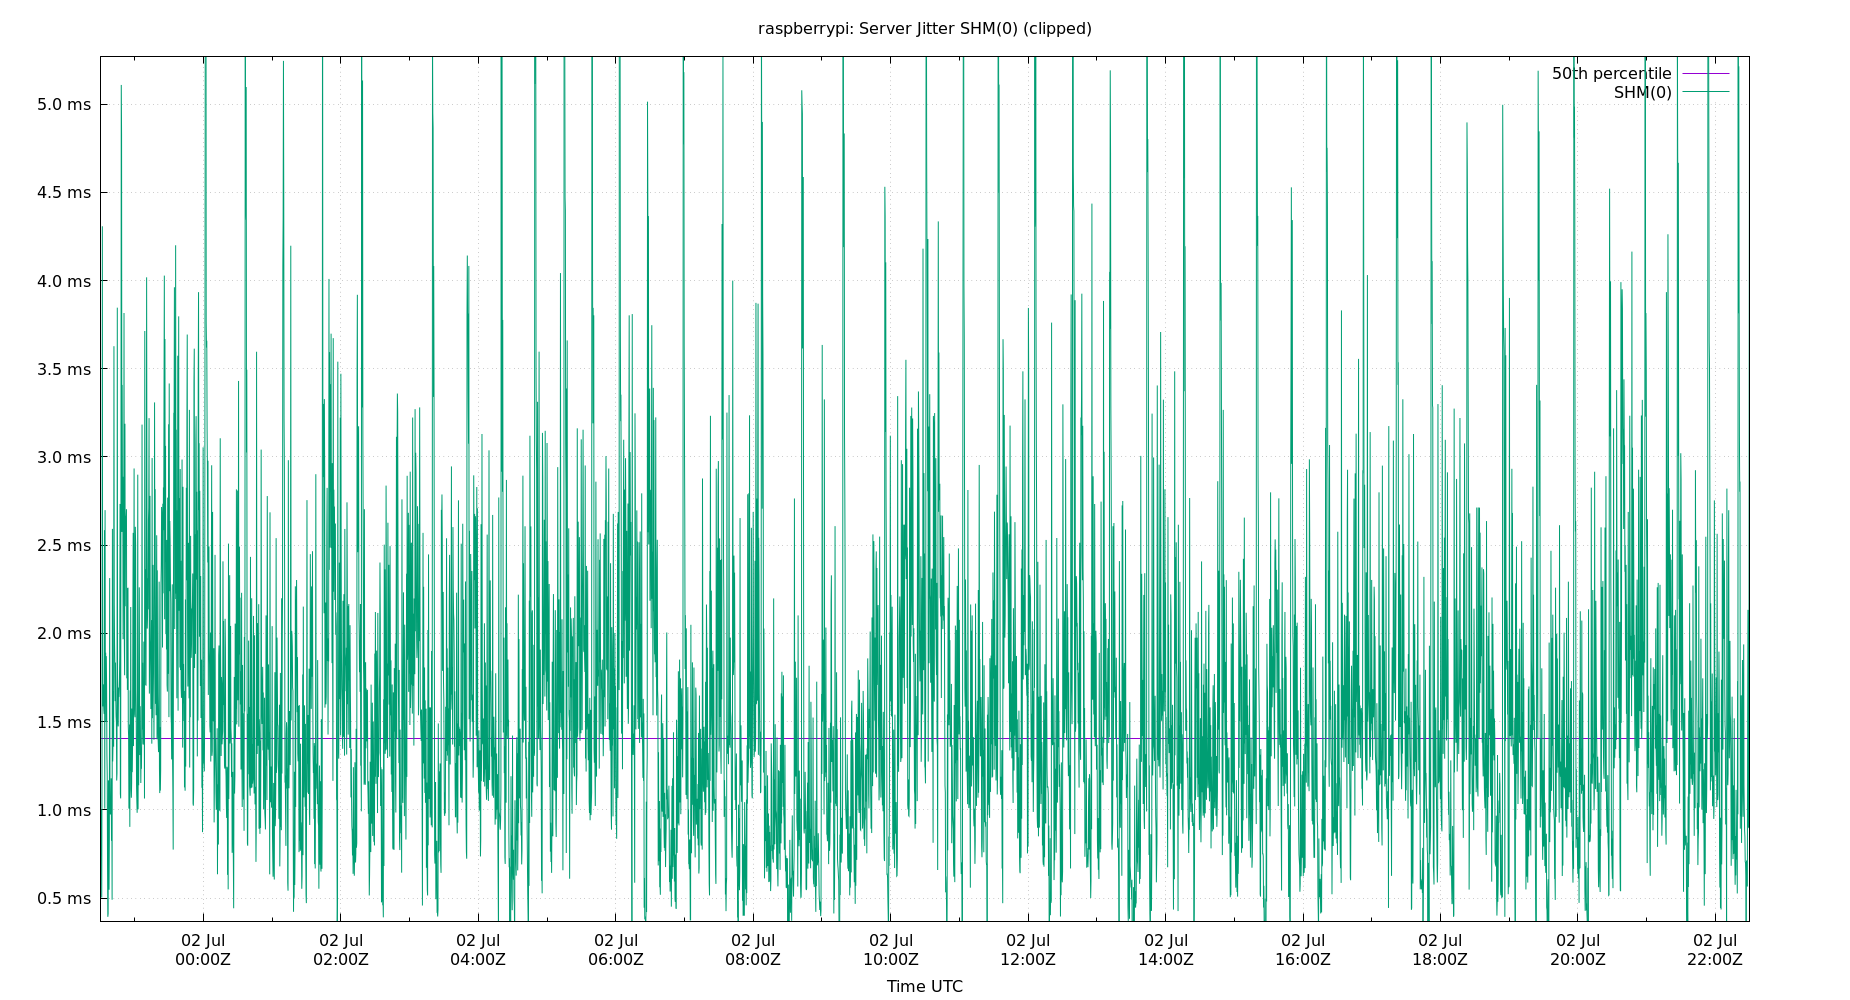 raspberrypi: Server Jitter SHM(0) (clipped)
50th percentile
SHM(0)
5.0 ms
4.5 ms
4.0 ms
3.5 ms
3.0 ms
2.5 ms
2.0 ms
1.5 ms
1.0 ms
0.5 ms
02 Jul 02 Jul 02 Jul 02 Jul 02 Jul 02 Jul 02 Jul 02 Jul 02 Jul 02 Jul 02 Jul 02 Jul
00:00Z 02:00Z 04:00Z 06:00Z 08:00Z 10:00Z 12:00Z 14:00Z 16:00Z 18:00Z 20:00Z 22:00Z
Time UTC